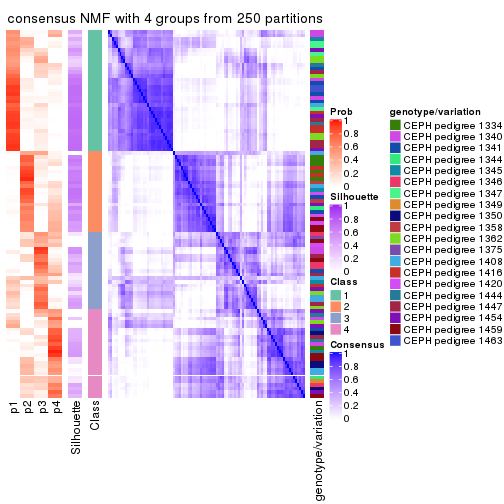 consensus NMF with 4 groups from 250 partitions
p1
p2
p3
p4
Silhouette
Class
genotype/variation
Prob
1
0.8
0.6
0.4
0.2
0
Silhouette
1
0.8
0.6
0.4
0.2
0
Class
1
2
3
4
Consensus
1
0.8
0.6
0.4
0.2
0
genotype/variation
CEPH pedigree 1334
CEPH pedigree 1340
CEPH pedigree 1341
CEPH pedigree 1344
CEPH pedigree 1345
CEPH pedigree 1346
CEPH pedigree 1347
CEPH pedigree 1349
CEPH pedigree 1350
CEPH pedigree 1358
CEPH pedigree 1362
CEPH pedigree 1375
CEPH pedigree 1408
CEPH pedigree 1416
CEPH pedigree 1420
CEPH pedigree 1444
CEPH pedigree 1447
CEPH pedigree 1454
CEPH pedigree 1459
CEPH pedigree 1463